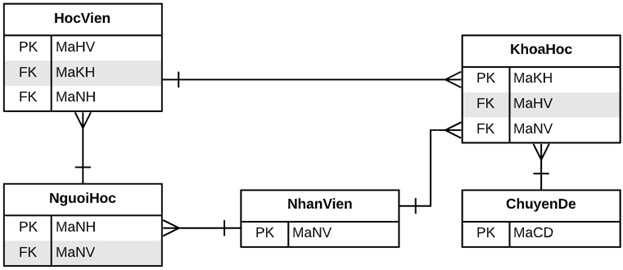 HocVien
PK MaHV
FK MaKH
FK MaNH
KhoaHoc
PK MaKH
FK MaHV
FK MaNV
NguoiHoc
PK MaNH
FK MaNV
NhanVien
PK MaNV
ChuyenDe
PK MaCD